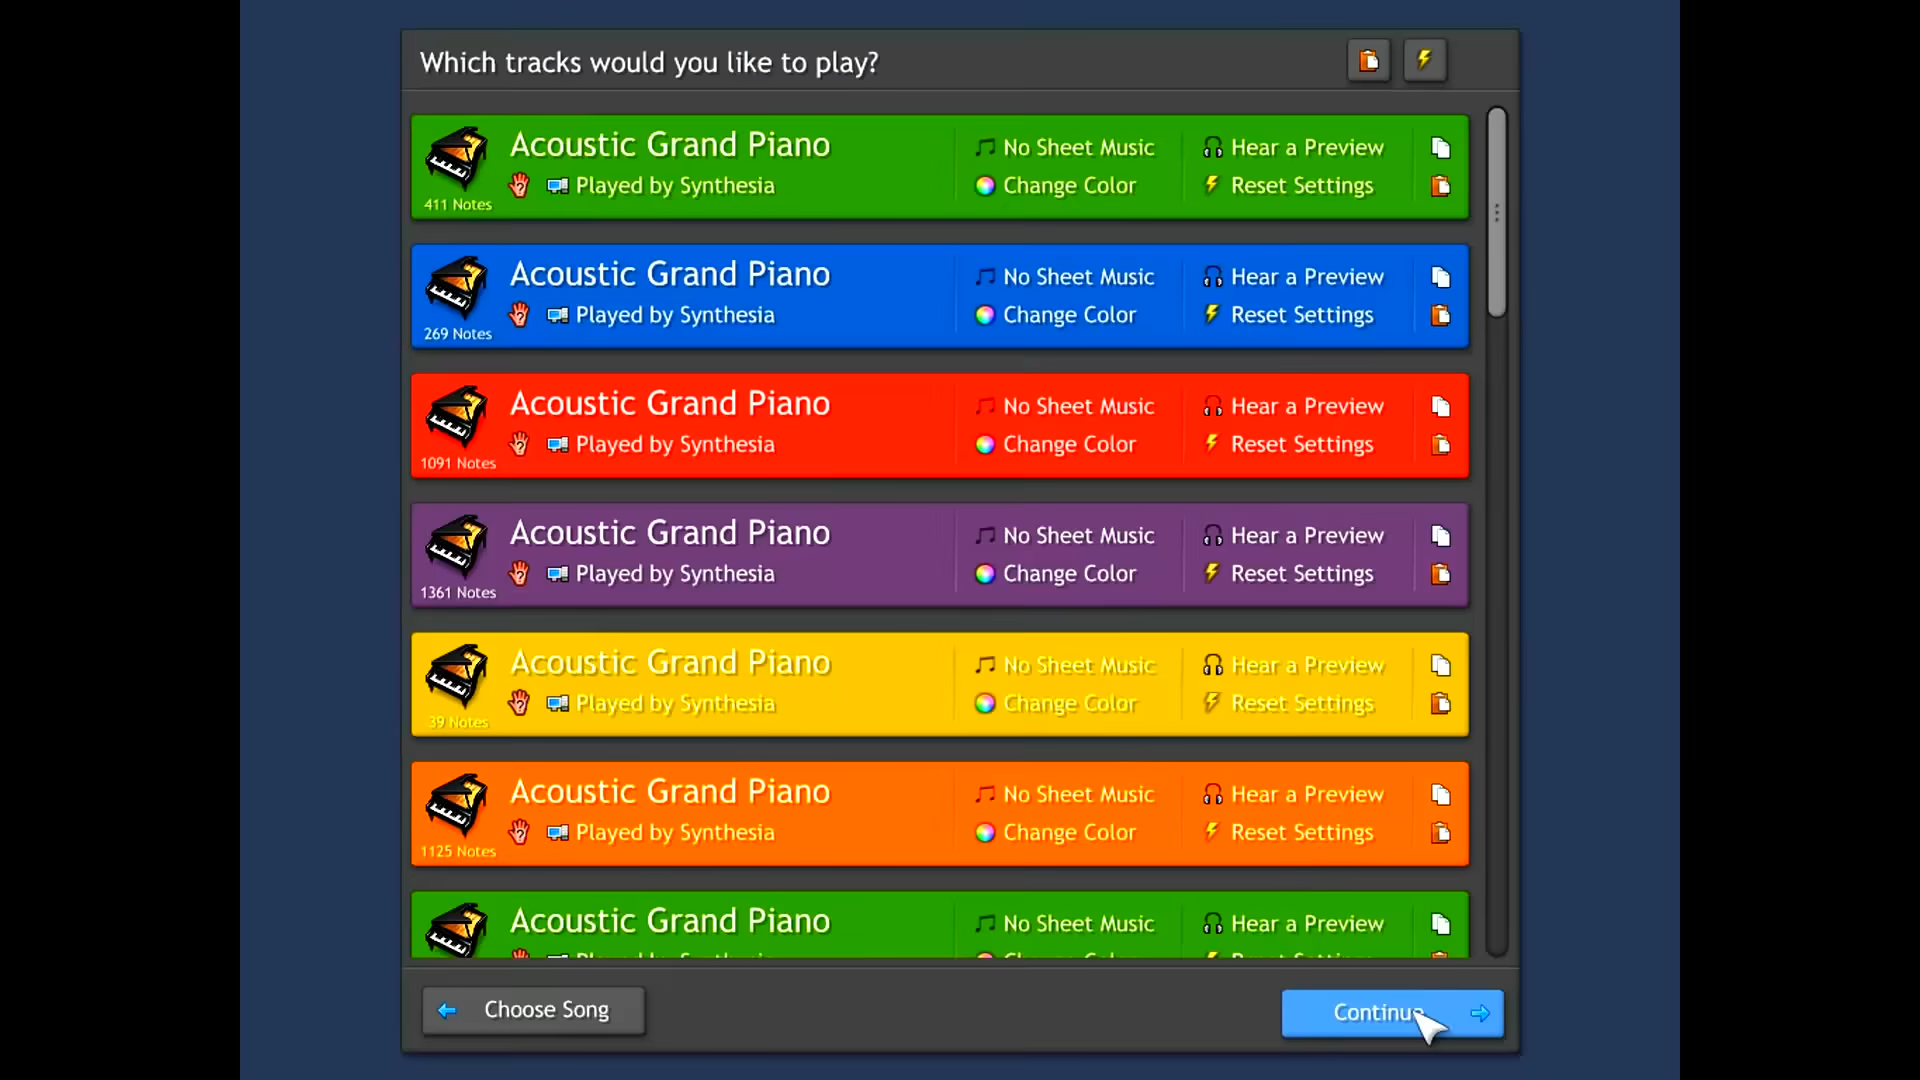 Which tracks would you like to play?
Acoustic Grand Piano
No Sheet Music
Hear a Preview
411 Notes
Played by Synthesia
Change Color
Reset Settings
Acoustic Grand Piano
No Sheet Music
Hear a Preview
269 Notes
Played by Synthesia
Change Color
Reset Settings
Acoustic Grand Piano
No Sheet Music
Hear a Preview
1091 Notes
Played by Synthesia
Change Color
Reset Settings
Acoustic Grand Piano
No Sheet Music
Hear a Preview
1361 Notes
Played by Synthesia
Change Color
Reset Settings
Acoustic Grand Piano
No Sheet Music
Hear a Preview
39 Notes
Played by Synthesia
Change Color
Reset Settings
Acoustic Grand Piano
No Sheet Music
Hear a Preview
1125 Notes
Played by Synthesia
Change Color
Reset Settings
Acoustic Grand Piano
No Sheet Music
Hear a Preview
Choose Song
Continue